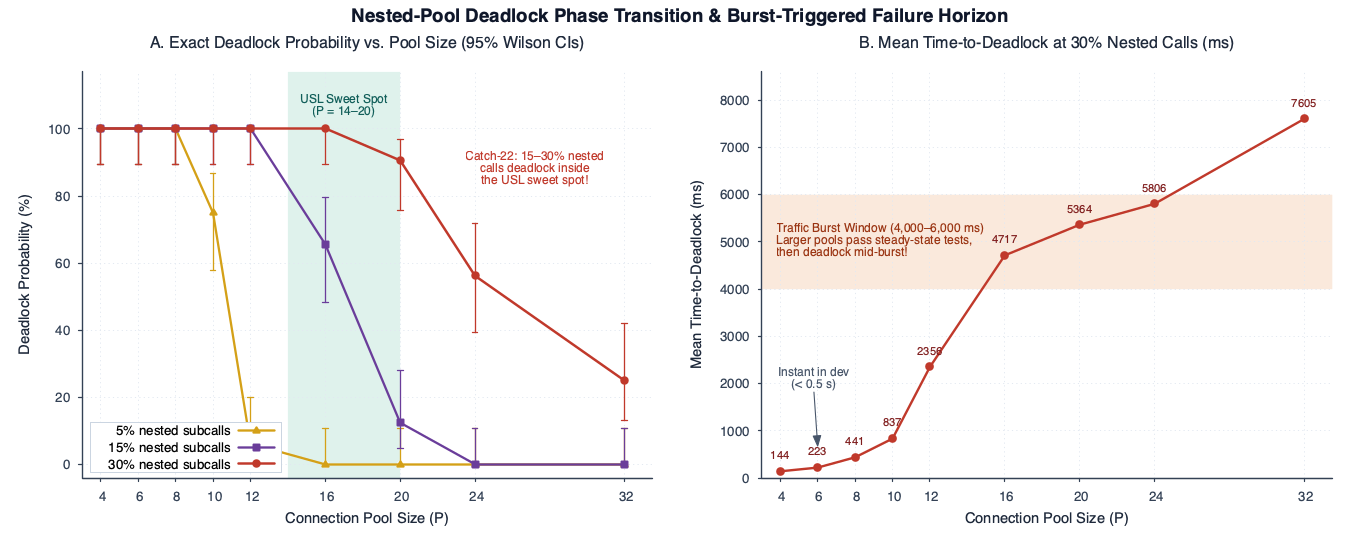 Nested-Pool Deadlock Phase Transition & Burst-Triggered Failure Horizon
A. Exact Deadlock Probability vs. Pool Size (95% Wilson CIs)
Deadlock Probability (%)
100
80
60
40
20
0
USL Sweet Spot
(P = 14–20)
Catch-22: 15–30% nested
calls deadlock inside
the USL sweet spot!
5% nested subcalls
15% nested subcalls
30% nested subcalls
4 6 8 10 12 16 20 24 32
Connection Pool Size (P)
B. Mean Time-to-Deadlock at 30% Nested Calls (ms)
Mean Time-to-Deadlock (ms)
8000
7000
6000
5000
4000
3000
2000
1000
0
Traffic Burst Window (4,000–6,000 ms)
Larger pools pass steady-state tests,
then deadlock mid-burst!
Instant in dev
(< 0.5 s)
144
223
441
837
2356
4717
5364
5806
7605
4 6 8 10 12 16 20 24 32
Connection Pool Size (P)